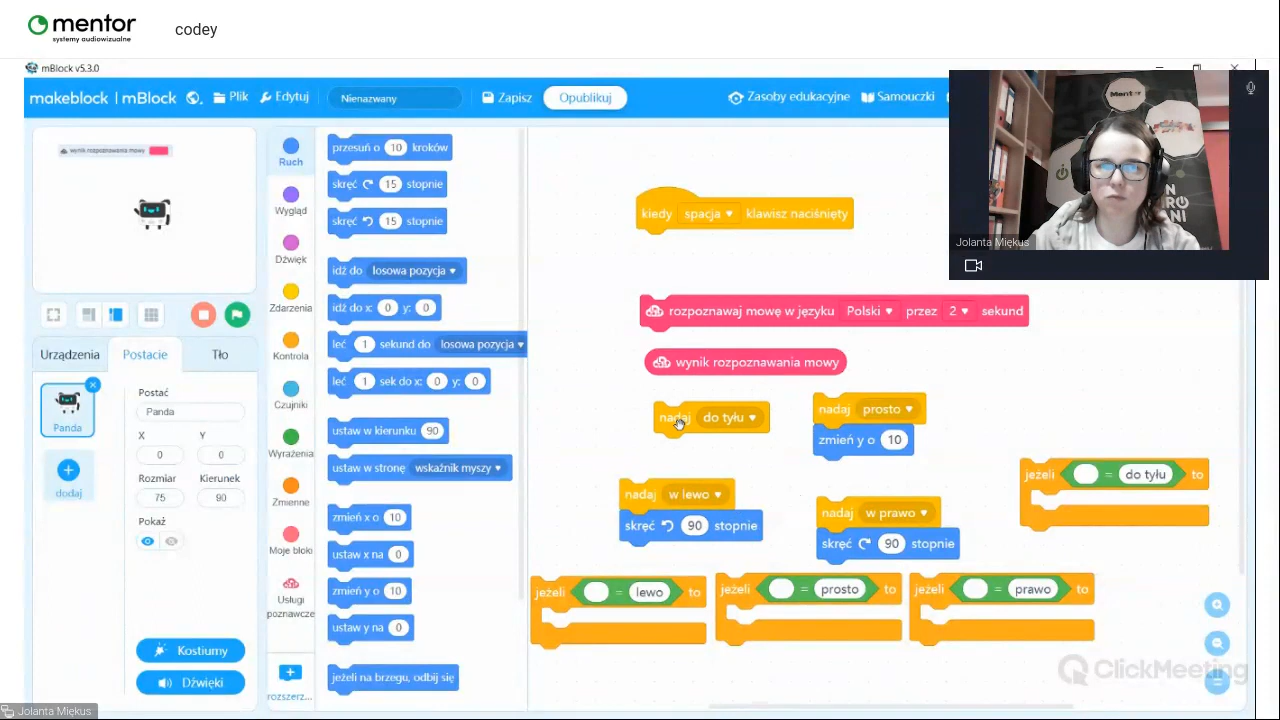 mentor
systemy audiowizualne
codey
mBlock v5.3.0
makeblock | mBlock
Plik
Edytuj
Nienazwany
Zapisz
Opublikuj
Zasoby edukacyjne
Samouczki
wynik rozpoznawania mowy
Ruch
Wygląd
Dźwięk
Zdarzenia
Kontrola
Czujniki
Wyrażenia
Zmienne
Moje bloki
Usługi
poznawcze
rozszerz...
przesuń o 10 kroków
skręć 15 stopnie
skręć 15 stopnie
idź do losowa pozycja
idź do x: 0 y: 0
leć 1 sekund do losowa pozycja
leć 1 sek do x: 0 y: 0
ustaw w kierunku 90
ustaw w stronę wskaźnik myszy
zmień x o 10
ustaw x na 0
zmień y o 10
ustaw y na 0
jeżeli na brzegu, odbij się
Urządzenia
Postacie
Tło
Panda
dodaj
Postać
Panda
X
Y
0
0
Rozmiar
Kierunek
75
90
Pokaż
Kostiumy
Dźwięki
kiedy spacja klawisz naciśnięty
rozpoznawaj mowę w języku Polski przez 2 sekund
wynik rozpoznawania mowy
nadaj do tyłu
nadaj prosto
zmień y o 10
nadaj w lewo
skręć 90 stopnie
nadaj w prawo
skręć 90 stopnie
jeżeli = do tyłu to
jeżeli = lewo to
jeżeli = prosto to
jeżeli = prawo to
Jolanta Miękus
ClickMeeting
Jolanta Miękus